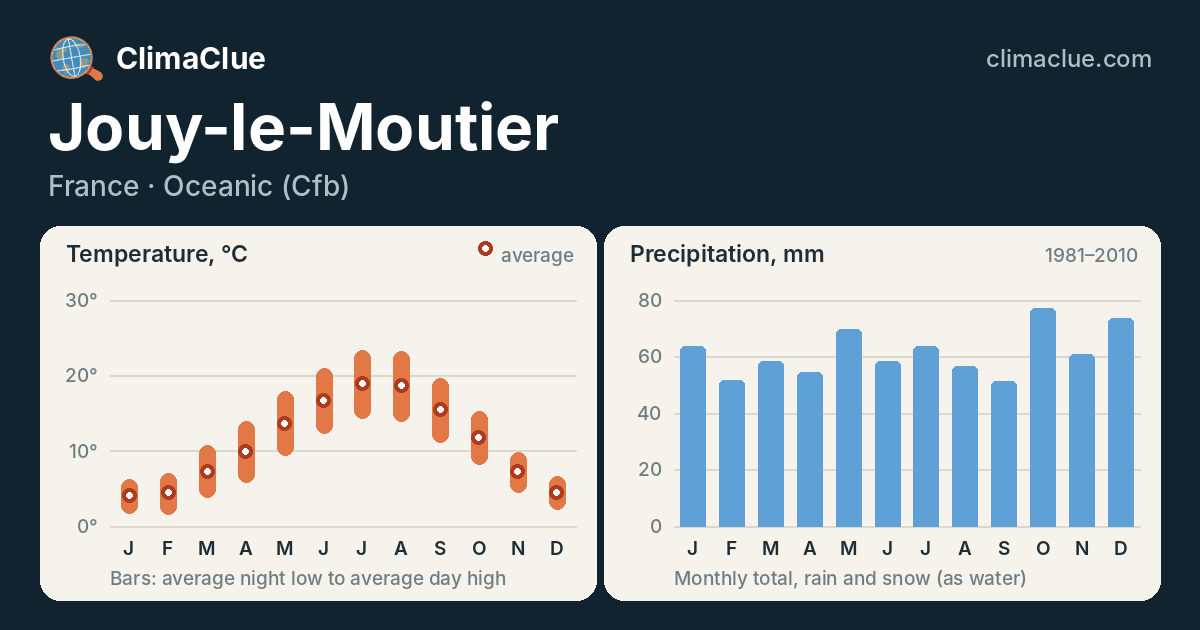 ClimaClue
climaclue.com
Jouy-le-Moutier
France · Oceanic (Cfb)
Temperature, °C
average
30°
20°
10°
0°
J F M A M J J A S O N D
Bars: average night low to average day high
Precipitation, mm
1981–2010
80
60
40
20
0
J F M A M J J A S O N D
Monthly total, rain and snow (as water)